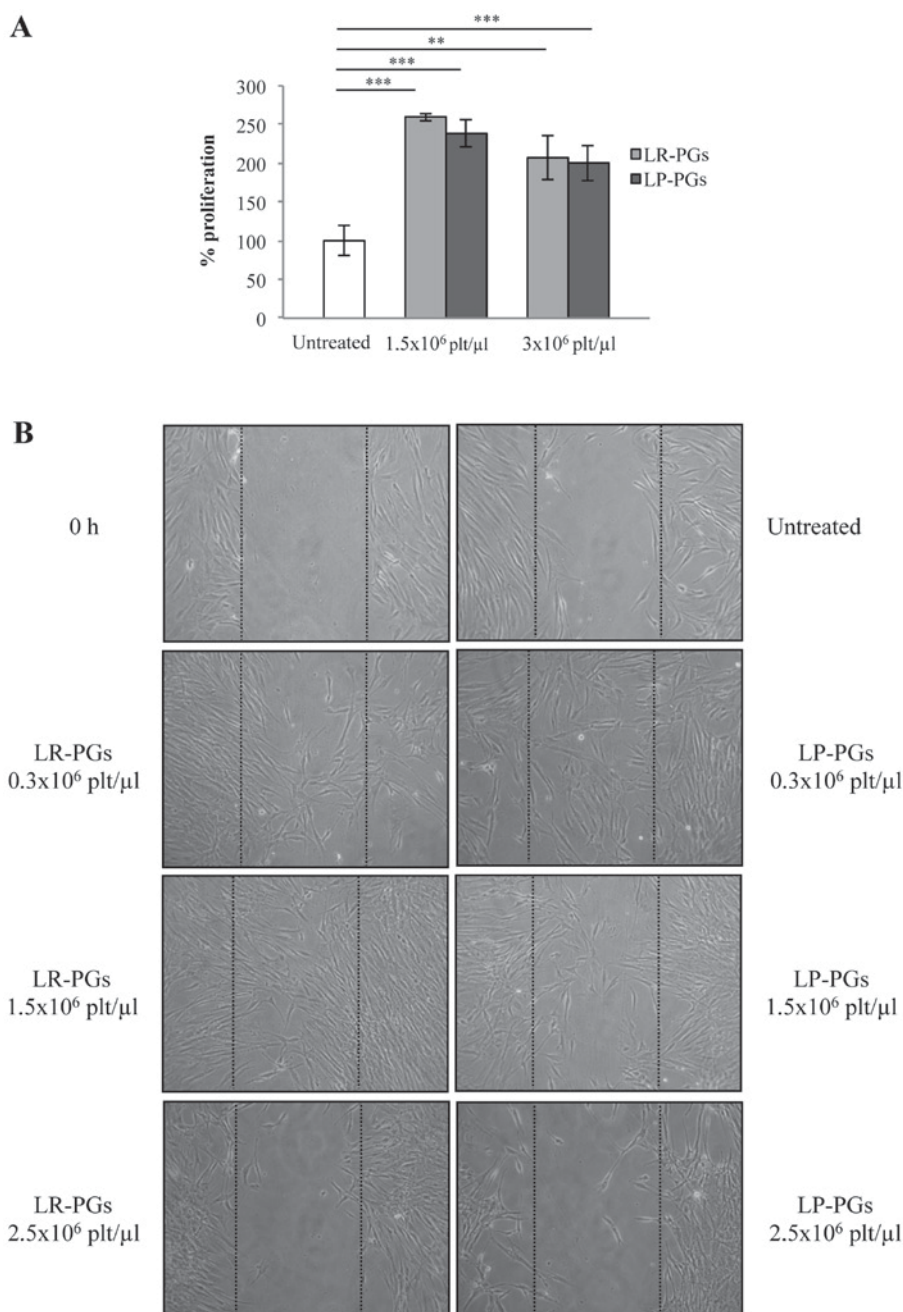 A
***
**
***
***
300
250
200
150
100
50
0
% proliferation
Untreated
1.5x10⁶ plt/µl
3x10⁶ plt/µl
LR-PGs
LP-PGs
B
0 h
Untreated
LR-PGs
0.3x10⁶ plt/µl
LP-PGs
0.3x10⁶ plt/µl
LR-PGs
1.5x10⁶ plt/µl
LP-PGs
1.5x10⁶ plt/µl
LR-PGs
2.5x10⁶ plt/µl
LP-PGs
2.5x10⁶ plt/µl